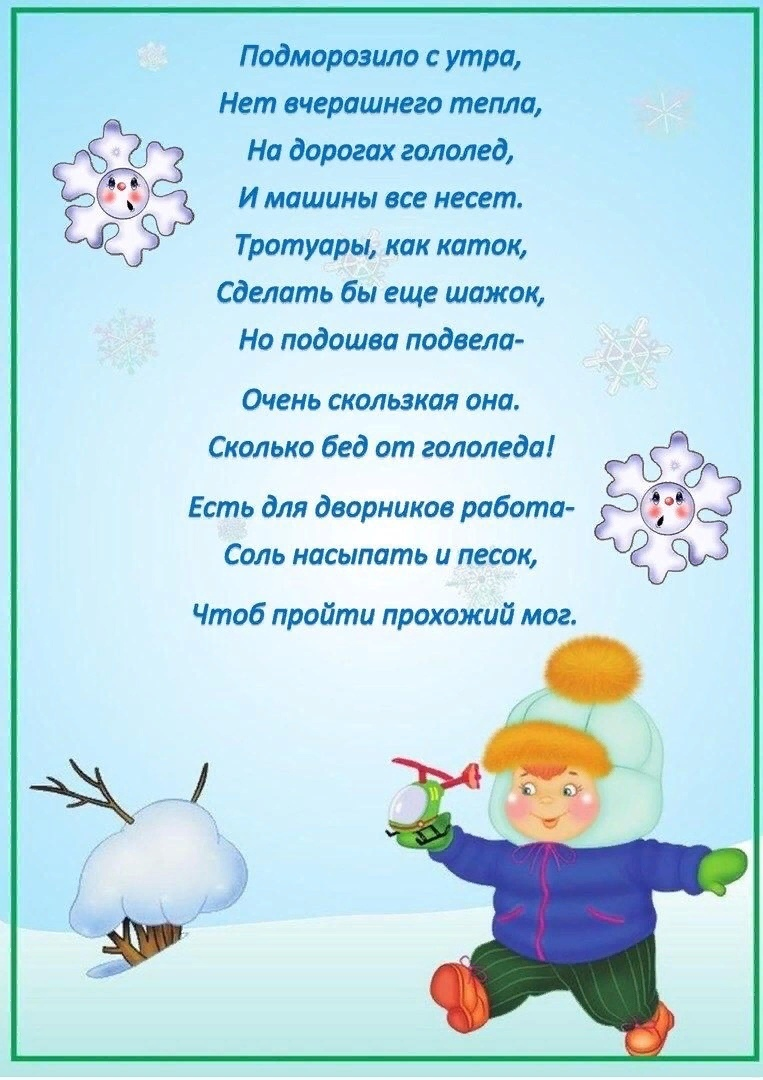 Подморозило с утра,
Нет вчерашнего тепла,
На дорогах гололед,
И машины все несет.
Тротуары, как каток,
Сделать бы еще шажок,
Но подошва подвела-
Очень скользкая она.
Сколько бед от гололеда!
Есть для дворников работа-
Соль насыпать и песок,
Чтоб пройти прохожий мог.